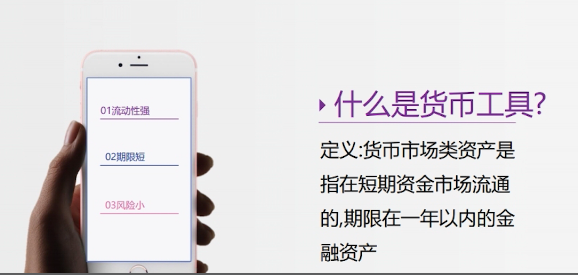 什么是货币工具?
定义:货币市场类资产是
指在短期资金市场流通
的,期限在一年以内的金
融资产
01流动性强
02期限短
03风险小